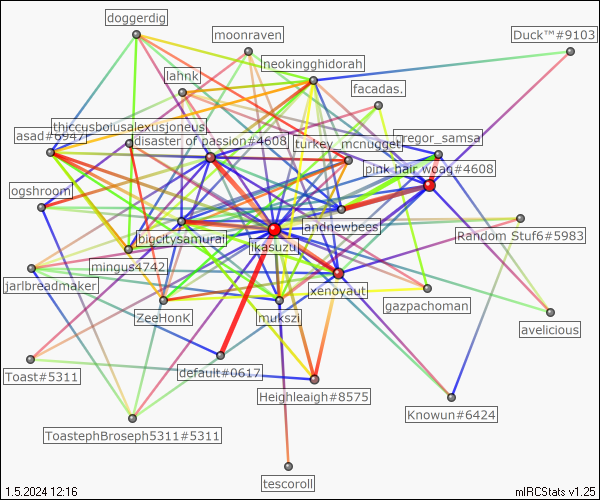 doggerdig
moonraven
Duck™#9103
neokingghidorah
lahnk
facadas.
thiccusbolusalexusjoneus
asad#6947
disaster of passion#4608
turkey_mcnugget
gregor_samsa
pink hair woag#4608
ogshroom
andnewbees
bigcitysamurai
ikasuzu
Random Stuf6#5983
mingus4742
jarlbreadmaker
xenoyaut
gazpachoman
ZeeHonK
mukszi
avelicious
Toast#5311
default#0617
Heighleaigh#8575
Knowun#6424
ToastephBroseph5311#5311
tescoroll
1.5.2024 12:16
mIRCStats v1.25